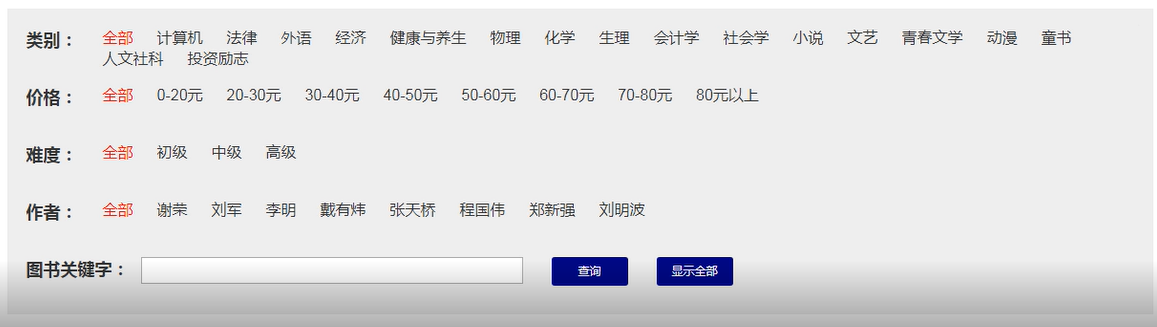 类别： 全部 计算机 法律 外语 经济 健康与养生 物理 化学 生理 会计学 社会学 小说 文艺 青春文学 动漫 童书
人文社科 投资励志
价格： 全部 0-20元 20-30元 30-40元 40-50元 50-60元 60-70元 70-80元 80元以上
难度： 全部 初级 中级 高级
作者： 全部 谢荣 刘军 李明 戴有炜 张天桥 程国伟 郑新强 刘明波
图书关键字： 查询 显示全部